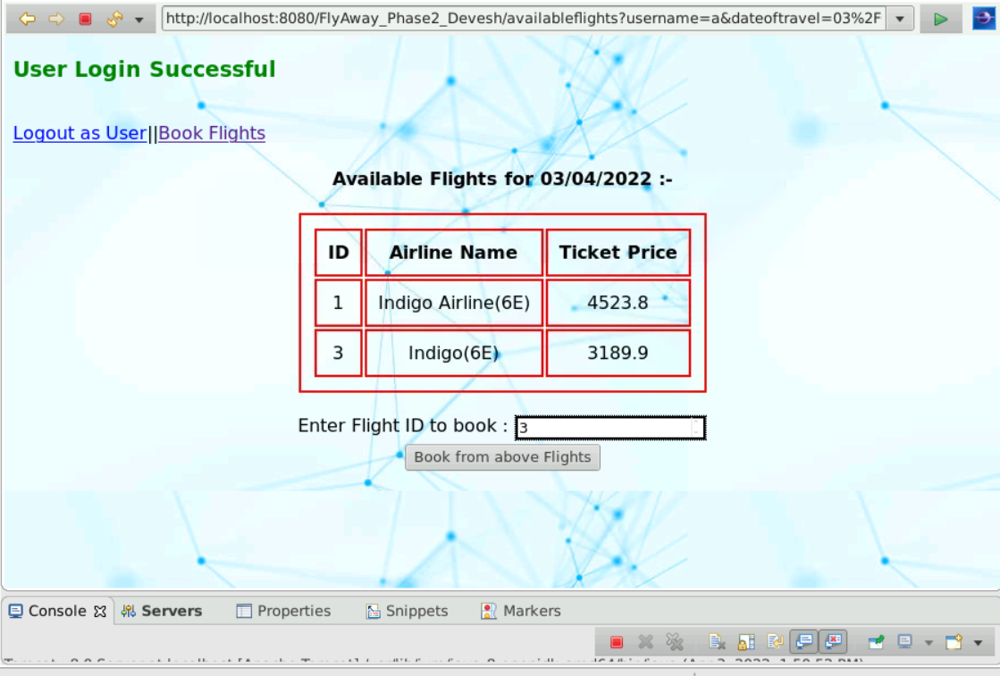 http://localhost:8080/FlyAway_Phase2_Devesh/availableflights?username=a&dateoftravel=03%2F
User Login Successful
Logout as User||Book Flights
Available Flights for 03/04/2022 :-
ID Airline Name Ticket Price
1 Indigo Airline(6E) 4523.8
3 Indigo(6E) 3189.9
Enter Flight ID to book : 3
Book from above Flights
Console Servers Properties Snippets Markers